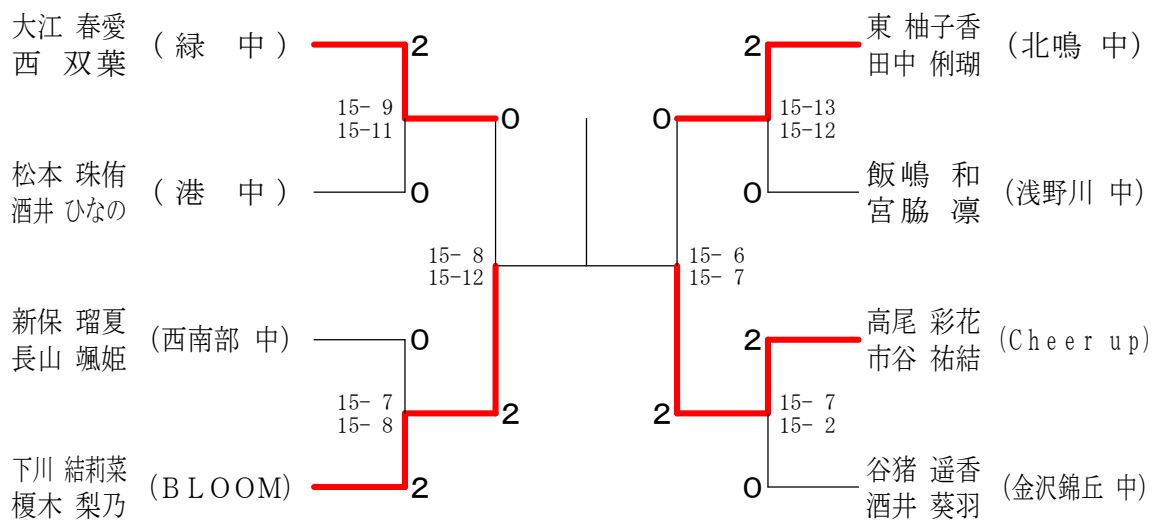 大江 春愛
西 双葉
(緑 中)
2
15- 9
15-11
0
松本 珠侑
酒井 ひなの
(港 中)
0
15- 8
15-12
新保 瑠夏
長山 颯姫
(西南部 中)
0
15- 7
15- 8
2
下川 結莉菜
榎木 梨乃
(BLOOM)
2
東 柚子香
田中 俐瑚
(北鳴 中)
2
15-13
15-12
0
飯嶋 和
宮脇 凛
(浅野川 中)
0
15- 6
15- 7
高尾 彩花
市谷 祐結
(Cheer up)
2
15- 7
15- 2
2
谷猪 遥香
酒井 葵羽
(金沢錦丘 中)
0